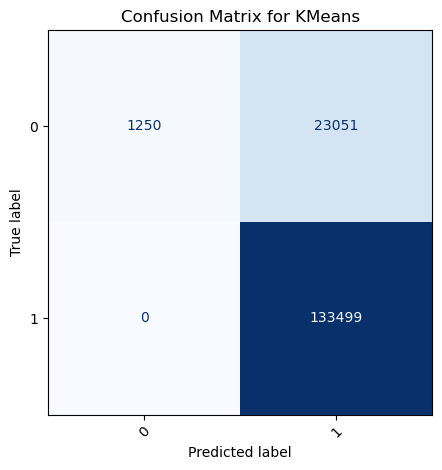 Confusion Matrix for KMeans
True label
0
1250
23051
1
0
133499
0
1
Predicted label